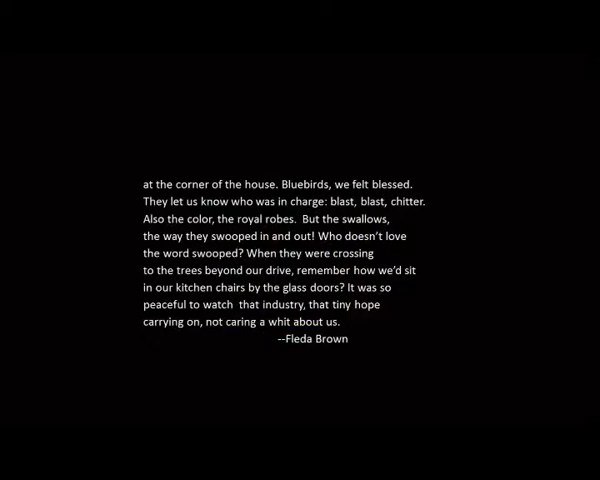 at the corner of the house. Bluebirds, we felt blessed.
They let us know who was in charge: blast, blast, chitter.
Also the color, the royal robes.  But the swallows,
the way they swooped in and out! Who doesn't love
the word swooped? When they were crossing
to the trees beyond our drive, remember how we'd sit
in our kitchen chairs by the glass doors? It was so
peaceful to watch  that industry, that tiny hope
carrying on, not caring a whit about us.
--Fleda Brown